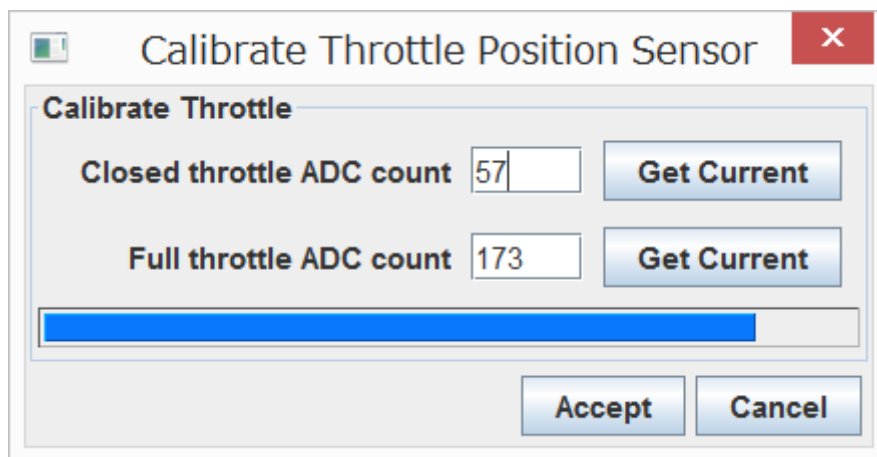 Calibrate Throttle Position Sensor
Calibrate Throttle
Closed throttle ADC count 57 Get Current
Full throttle ADC count 173 Get Current
Accept Cancel